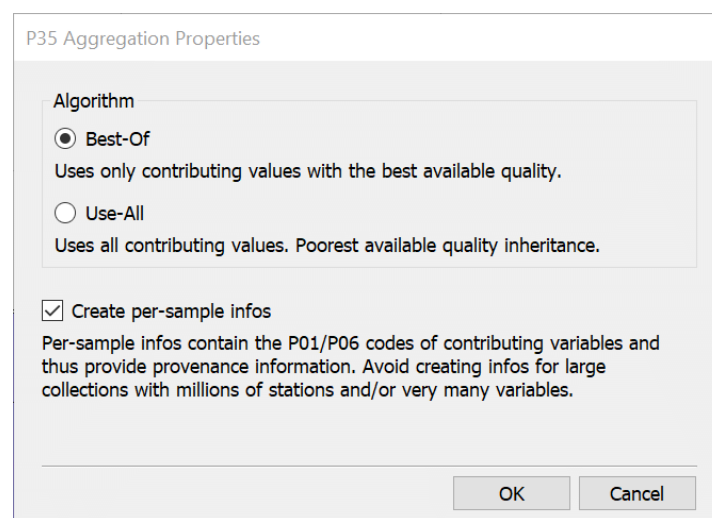 P35 Aggregation Properties
Algorithm
Best-Of
Uses only contributing values with the best available quality.
Use-All
Uses all contributing values. Poorest available quality inheritance.
Create per-sample infos
Per-sample infos contain the P01/P06 codes of contributing variables and
thus provide provenance information. Avoid creating infos for large
collections with millions of stations and/or very many variables.
OK
Cancel